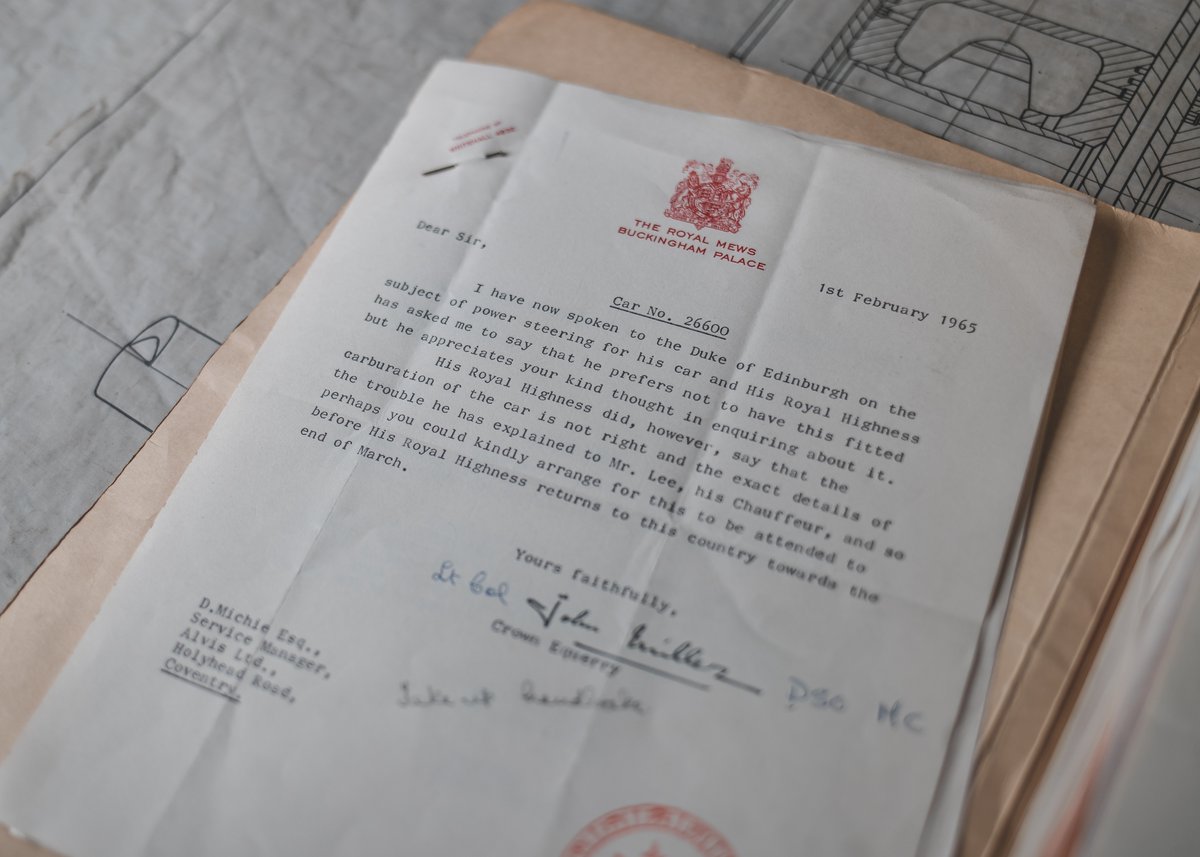 THE ROYAL MEWS
BUCKINGHAM PALACE
1st February 1965
Dear Sir,
Car No. 26600
I have now spoken to the Duke of Edinburgh on the
subject of power steering for his car and His Royal Highness
has asked me to say that he prefers not to have this fitted
but he appreciates your kind thought in enquiring about it.
His Royal Highness did, however, say that the
carburation of the car is not right and the exact details of
the trouble he has explained to Mr. Lee, his Chauffeur, and so
perhaps you could kindly arrange for this to be attended to
before His Royal Highness returns to this country towards the
end of March.
Yours faithfully,
Lt Col John Miller DSO MC
Crown Equerry
D.Michie Esq.,
Service Manager,
Alvis Ltd.,
Holyhead Road,
Coventry.